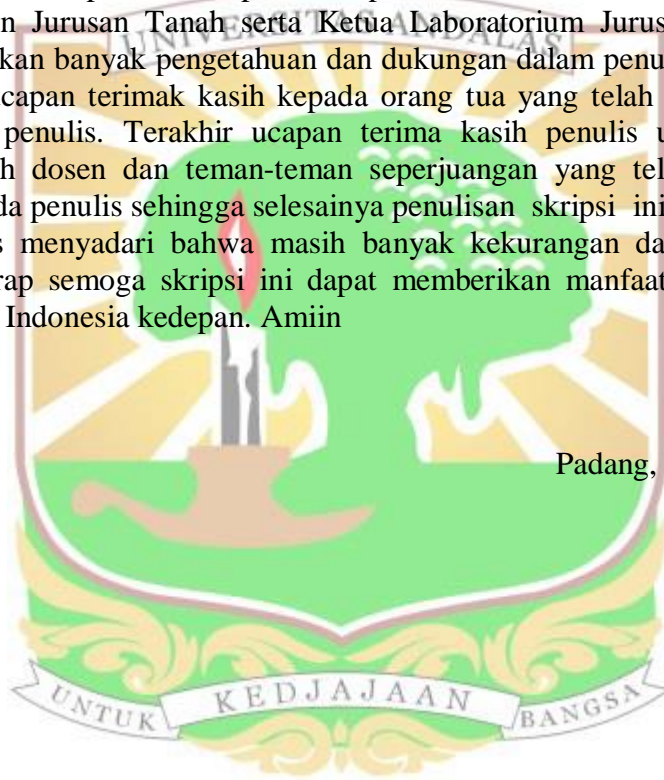 n Jurusan Tanah serta Ketua Laboratorium Jurus
UNIVERSITAS ANDALAS
kan banyak pengetahuan dan dukungan dalam penu
ucapan terimak kasih kepada orang tua yang telah
penulis. Terakhir ucapan terima kasih penulis u
h dosen dan teman-teman seperjuangan yang tel
da penulis sehingga selesainya penulisan skripsi ini
s menyadari bahwa masih banyak kekurangan da
rap semoga skripsi ini dapat memberikan manfaat
Indonesia kedepan. Amiin
Padang,
UNTUK KEDJAJAAN BANGSA